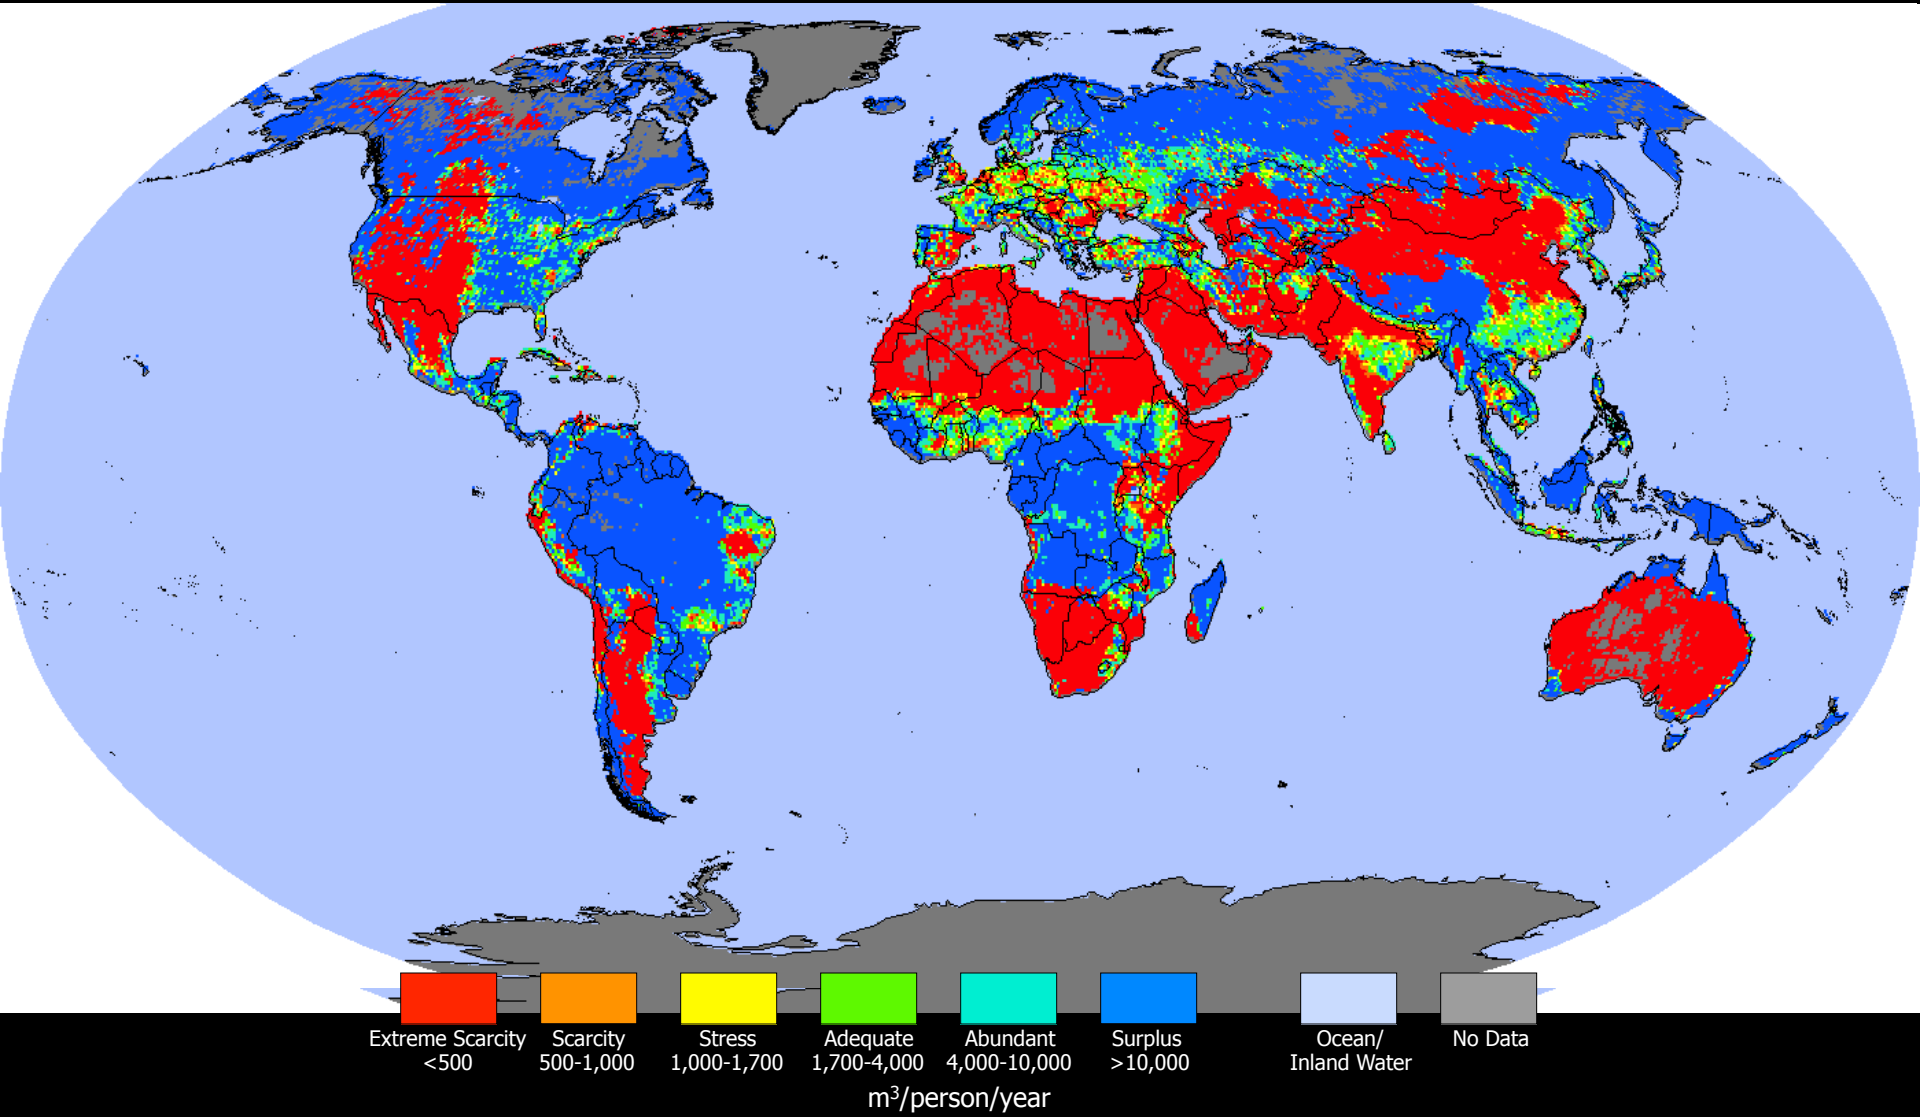 Extreme Scarcity
<500
Scarcity
500-1,000
Stress
1,000-1,700
Adequate
1,700-4,000
Abundant
4,000-10,000
Surplus
>10,000
Ocean/
Inland Water
No Data
m³/person/year